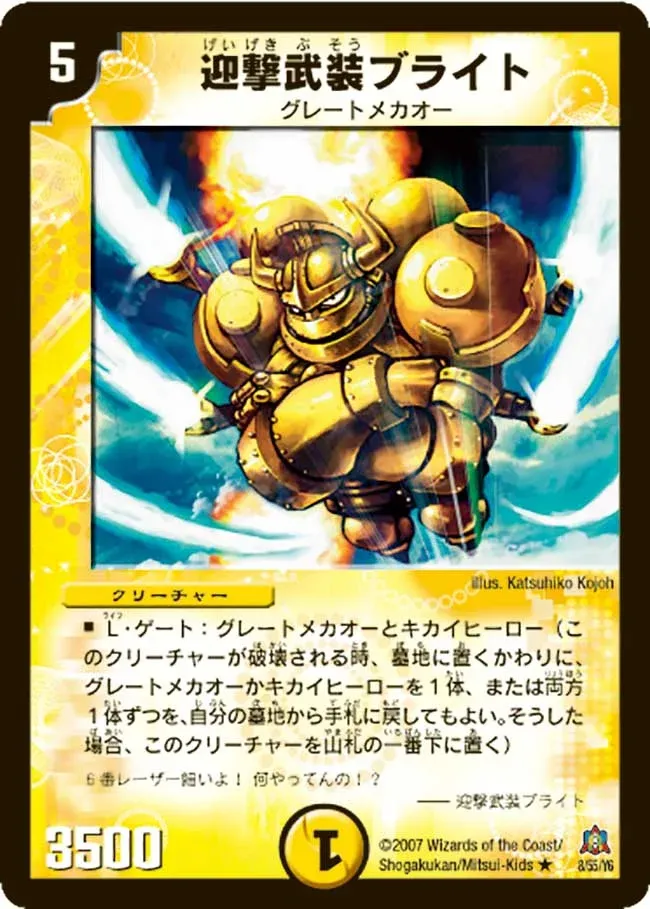 5
げいげきぶそう
迎撃武装ブライト
グレートメカオー
illus. Katsuhiko Kojoh
クリーチャー
■ L・ゲート：グレートメカオーとキカイヒーロー（こ
のクリーチャーが破壊される時、墓地に置くかわりに、
グレートメカオーかキカイヒーローを１体、または両方
１体ずつを、自分の墓地から手札に戻してもよい。そうした
場合、このクリーチャーを山札の一番下に置く）
６番レーザー細いよ！ 何やってんの！？
―― 迎撃武装ブライト
3500
1
©2007 Wizards of the Coast/
Shogakukan/Mitsui-Kids ★ 8/55/Y6